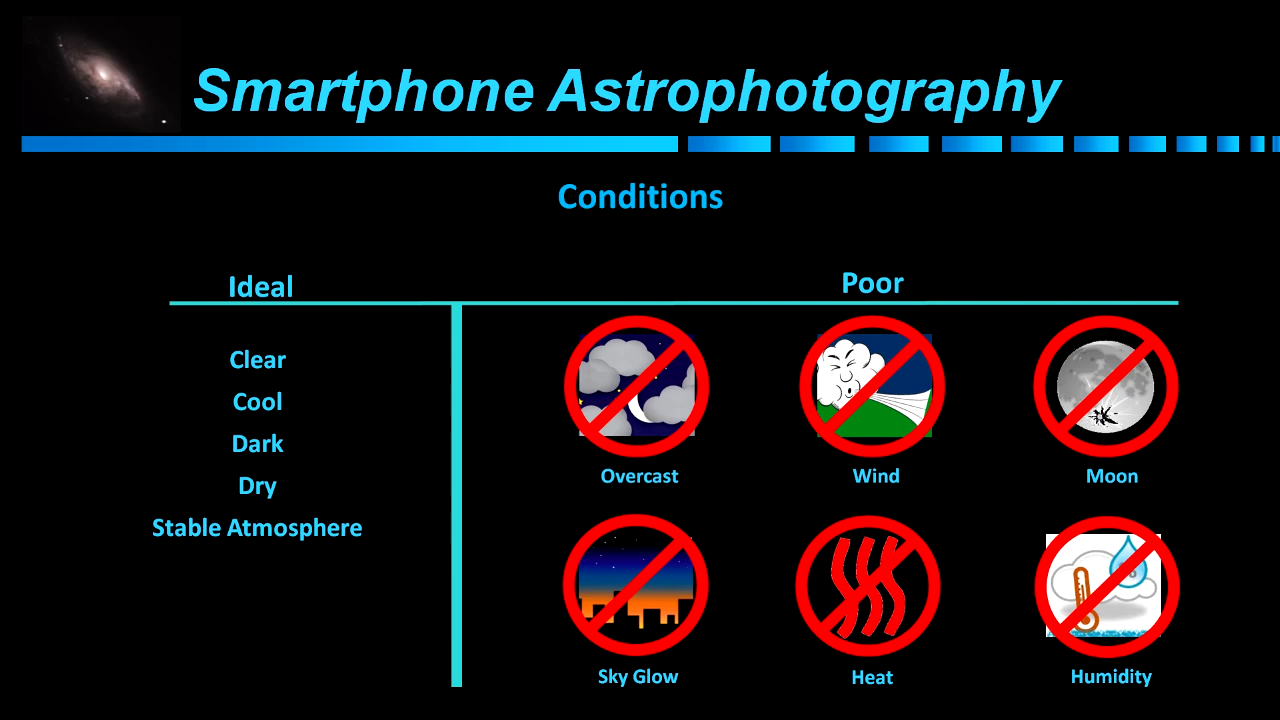 Smartphone Astrophotography
Conditions
Ideal
Poor
Clear
Cool
Dark
Dry
Stable Atmosphere
Overcast
Wind
Moon
Sky Glow
Heat
Humidity